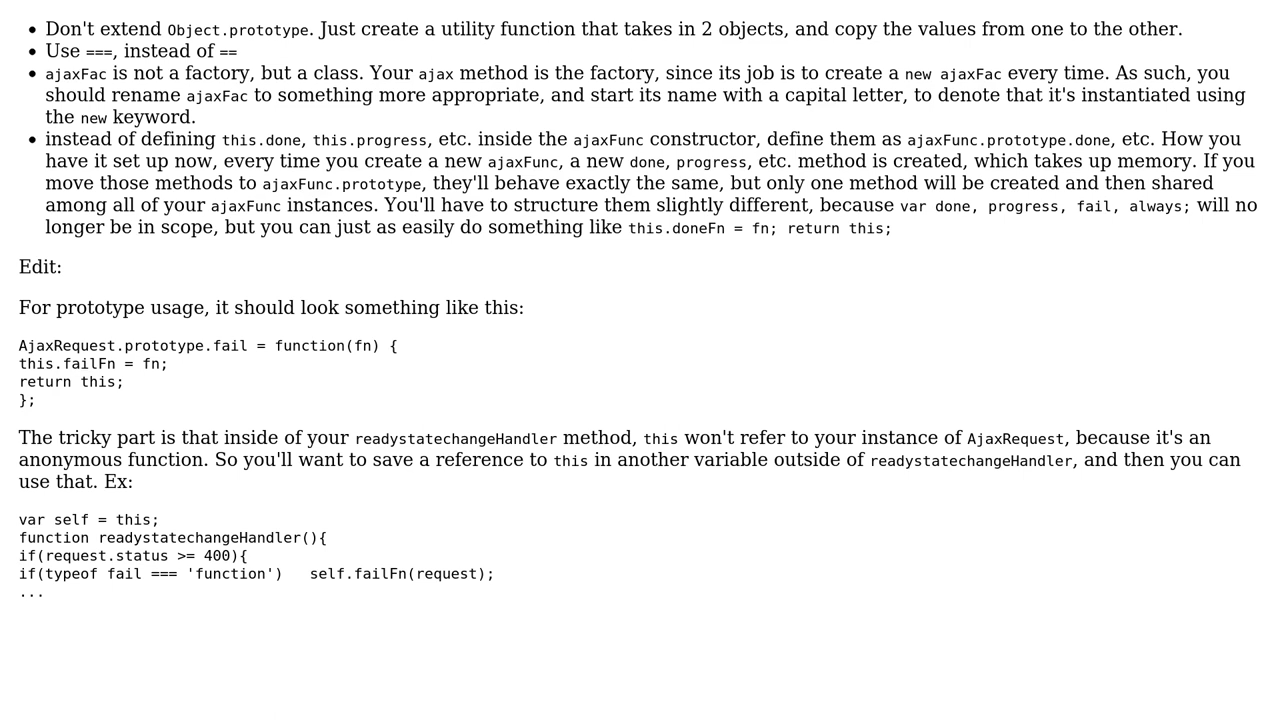 • Don't extend Object.prototype. Just create a utility function that takes in 2 objects, and copy the values from one to the other.
• Use ===, instead of ==
• ajaxFac is not a factory, but a class. Your ajax method is the factory, since its job is to create a new ajaxFac every time. As such, you
should rename ajaxFac to something more appropriate, and start its name with a capital letter, to denote that it's instantiated using
the new keyword.
• instead of defining this.done, this.progress, etc. inside the ajaxFunc constructor, define them as ajaxFunc.prototype.done, etc. How you
have it set up now, every time you create a new ajaxFunc, a new done, progress, etc. method is created, which takes up memory. If you
move those methods to ajaxFunc.prototype, they'll behave exactly the same, but only one method will be created and then shared
among all of your ajaxFunc instances. You'll have to structure them slightly different, because var done, progress, fail, always; will no
longer be in scope, but you can just as easily do something like this.doneFn = fn; return this;
Edit:
For prototype usage, it should look something like this:
AjaxRequest.prototype.fail = function(fn) {
this.failFn = fn;
return this;
};
The tricky part is that inside of your readystatechangeHandler method, this won't refer to your instance of AjaxRequest, because it's an
anonymous function. So you'll want to save a reference to this in another variable outside of readystatechangeHandler, and then you can
use that. Ex:
var self = this;
function readystatechangeHandler(){
if(request.status >= 400){
if(typeof fail === 'function')   self.failFn(request);
...